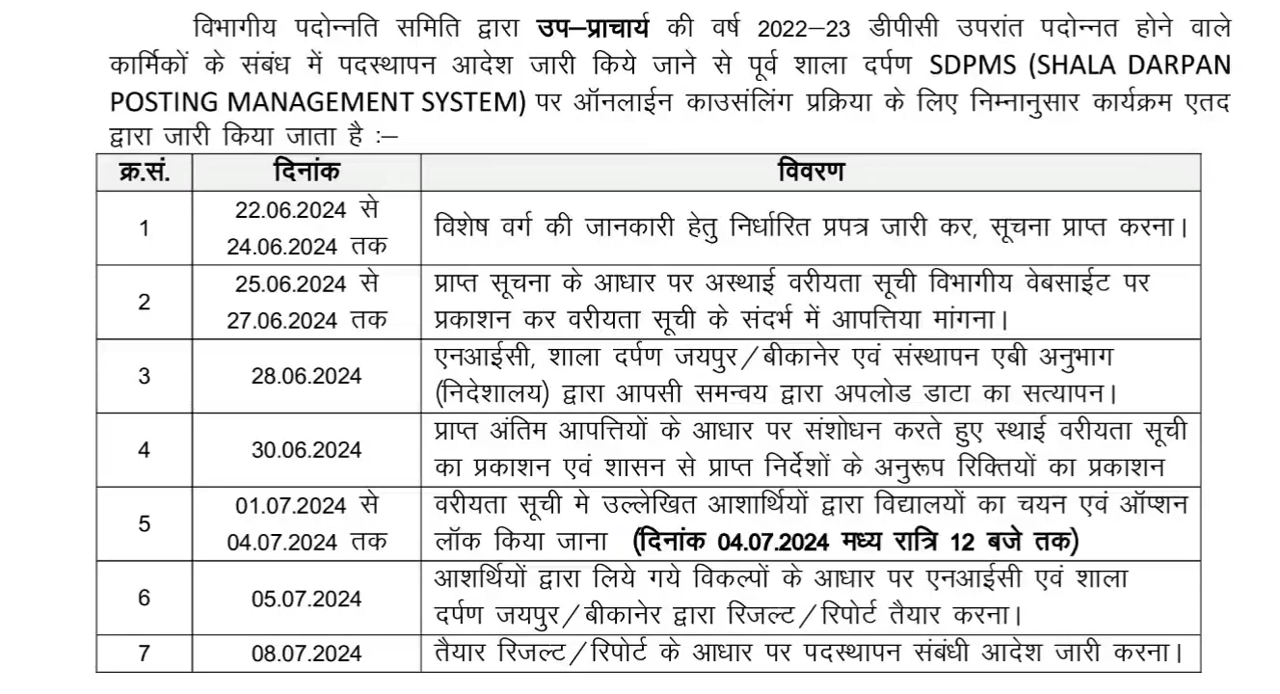 विभागीय पदोन्नति समिति द्वारा उप–प्राचार्य की वर्ष 2022–23 डीपीसी उपरांत पदोन्नत होने वाले
कार्मिकों के संबंध में पदस्थापन आदेश जारी किये जाने से पूर्व शाला दर्पण SDPMS (SHALA DARPAN
POSTING MANAGEMENT SYSTEM) पर ऑनलाईन काउसंलिंग प्रक्रिया के लिए निम्नानुसार कार्यक्रम एतद
द्वारा जारी किया जाता है :–
क्र.सं. दिनांक विवरण
1 22.06.2024 से
24.06.2024 तक
विशेष वर्ग की जानकारी हेतु निर्धारित प्रपत्र जारी कर, सूचना प्राप्त करना।
2 25.06.2024 से
27.06.2024 तक
प्राप्त सूचना के आधार पर अस्थाई वरीयता सूची विभागीय वेबसाईट पर
प्रकाशन कर वरीयता सूची के संदर्भ में आपत्तिया मांगना।
3 28.06.2024
एनआईसी, शाला दर्पण जयपुर/बीकानेर एवं संस्थापन एबी अनुभाग
(निदेशालय) द्वारा आपसी समन्वय द्वारा अपलोड डाटा का सत्यापन।
4 30.06.2024
प्राप्त अंतिम आपत्तियों के आधार पर संशोधन करते हुए स्थाई वरीयता सूची
का प्रकाशन एवं शासन से प्राप्त निर्देशों के अनुरूप रिक्तियों का प्रकाशन
5 01.07.2024 से
04.07.2024 तक
वरीयता सूची मे उल्लेखित आशार्थियों द्वारा विद्यालयों का चयन एवं ऑप्शन
लॉक किया जाना (दिनांक 04.07.2024 मध्य रात्रि 12 बजे तक)
6 05.07.2024
आशर्थियों द्वारा लिये गये विकल्पों के आधार पर एनआईसी एवं शाला
दर्पण जयपुर/बीकानेर द्वारा रिजल्ट/रिपोर्ट तैयार करना।
7 08.07.2024 तैयार रिजल्ट/रिपोर्ट के आधार पर पदस्थापन संबंधी आदेश जारी करना।